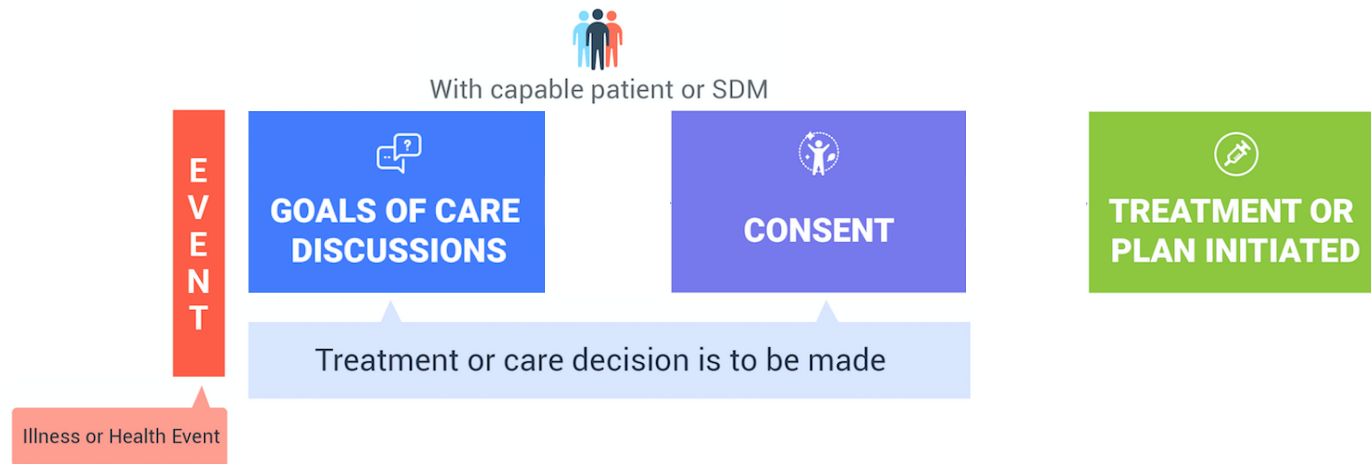 With capable patient or SDM
EVENT
GOALS OF CARE
DISCUSSIONS
CONSENT
TREATMENT OR
PLAN INITIATED
Treatment or care decision is to be made
Illness or Health Event